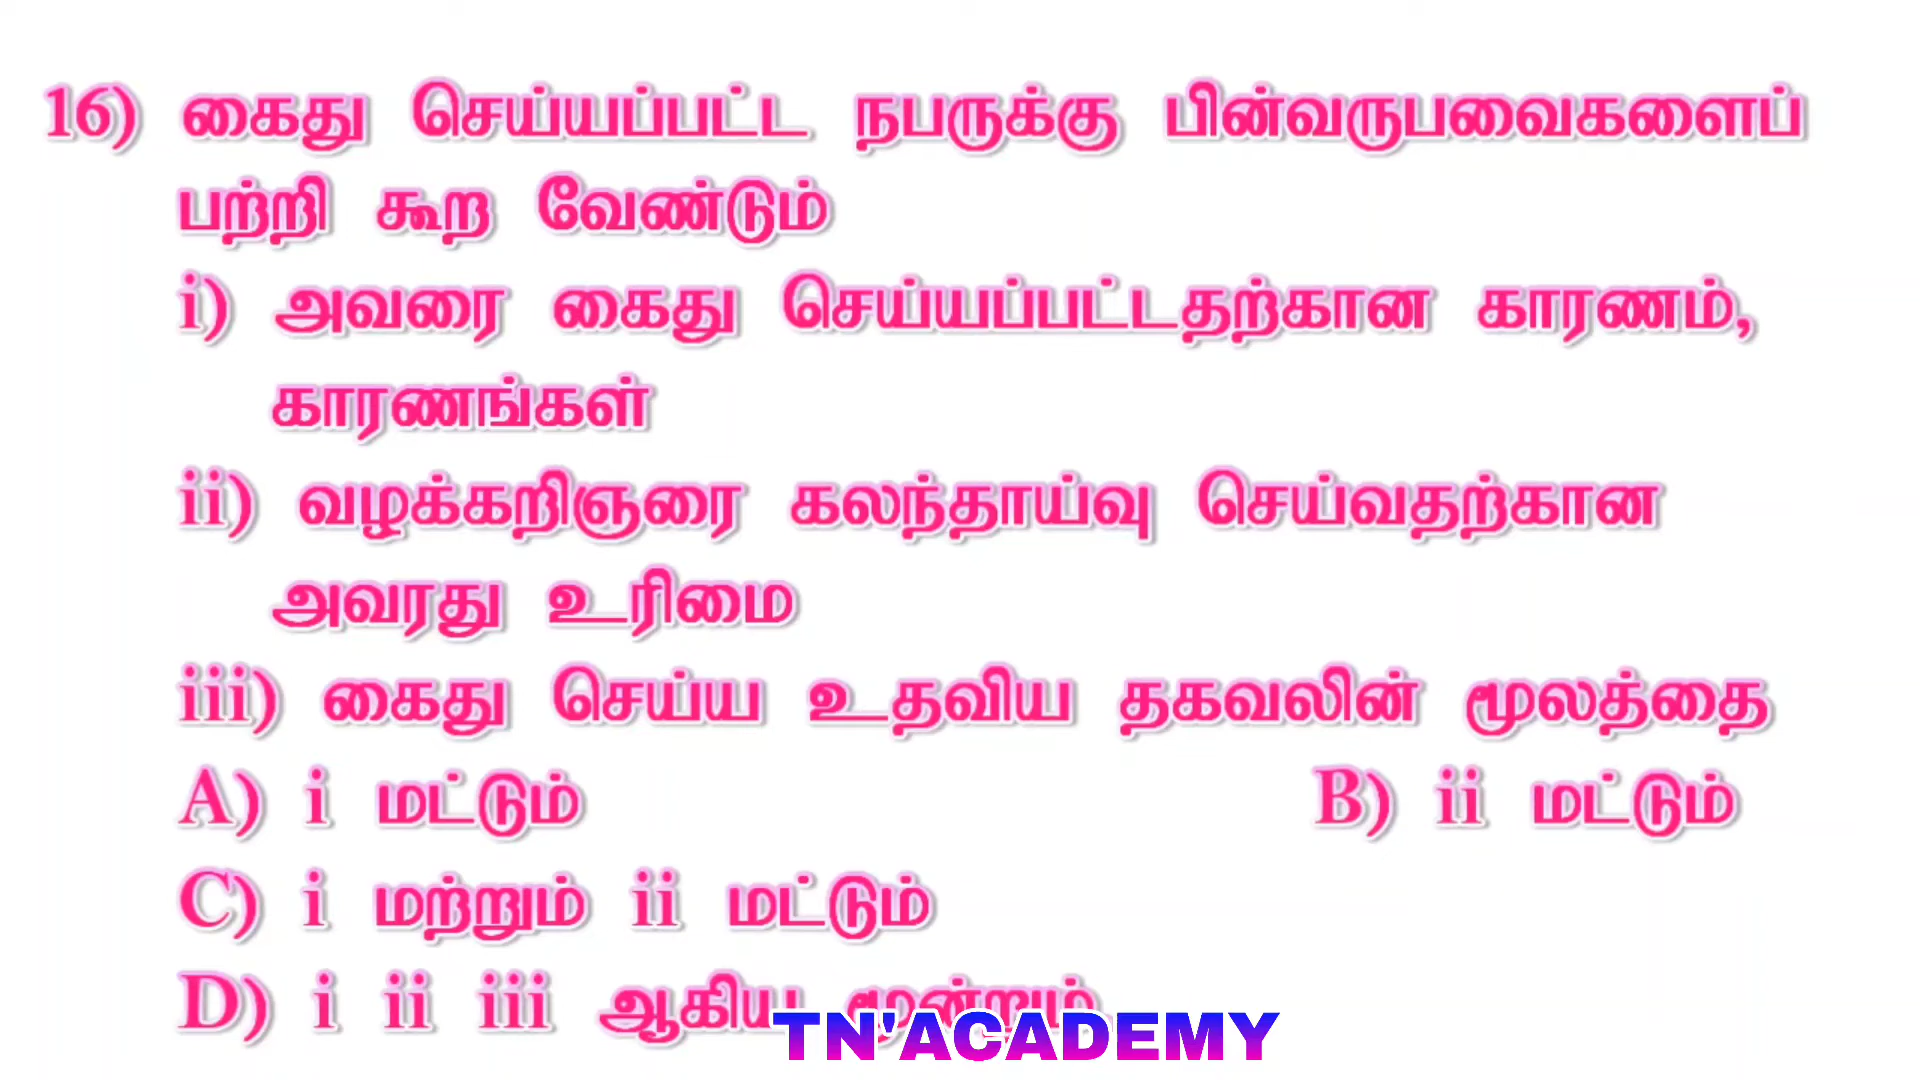 16) கைது செய்யப்பட்ட நபருக்கு பின்வருபவைகளைப்
பற்றி கூற வேண்டும்
i) அவரை கைது செய்யப்பட்டதற்கான காரணம்,
காரணங்கள்
ii) வழக்கறிஞரை கலந்தாய்வு செய்வதற்கான
அவரது உரிமை
iii) கைது செய்ய உதவிய தகவலின் மூலத்தை
A) i மட்டும் B) ii மட்டும்
C) i மற்றும் ii மட்டும்
D) i ii iii ஆகிய மூன்றும்
TN'ACADEMY